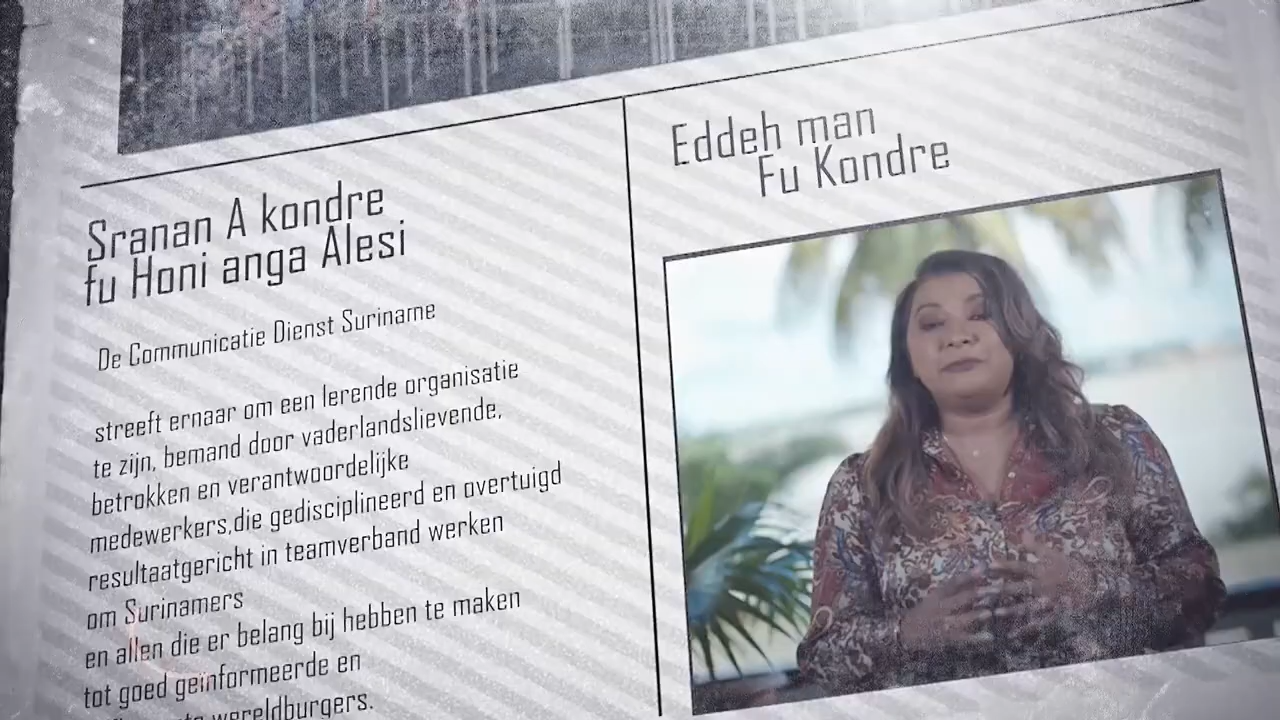 Sranan A kondre
fu Honi anga Alesi
De Communicatie Dienst Suriname
streeft ernaar om een lerende organisatie
te zijn, bemand door vaderlandslievende,
betrokken en verantwoordelijke
medewerkers,die gedisciplineerd en overtuigd
resultaatgericht in teamverband werken
om Surinamers
en allen die er belang bij hebben te maken
tot goed geïnformeerde en
wereldburgers.
Eddeh man
Fu Kondre